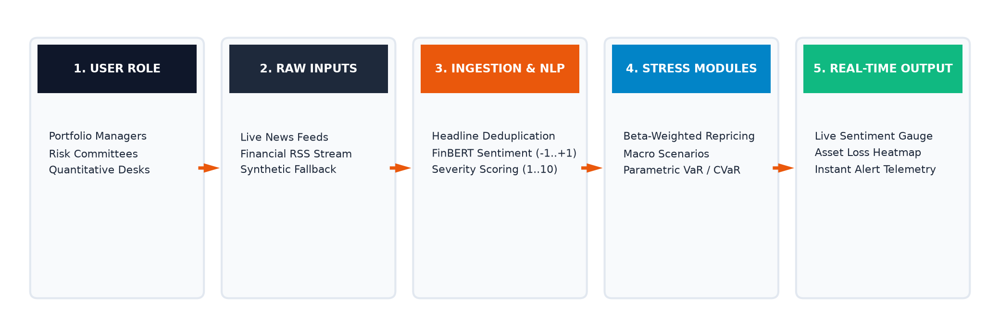 1. USER ROLE
Portfolio Managers
Risk Committees
Quantitative Desks
2. RAW INPUTS
Live News Feeds
Financial RSS Stream
Synthetic Fallback
3. INGESTION & NLP
Headline Deduplication
FinBERT Sentiment (-1..+1)
Severity Scoring (1..10)
4. STRESS MODULES
Beta-Weighted Repricing
Macro Scenarios
Parametric VaR / CVaR
5. REAL-TIME OUTPUT
Live Sentiment Gauge
Asset Loss Heatmap
Instant Alert Telemetry